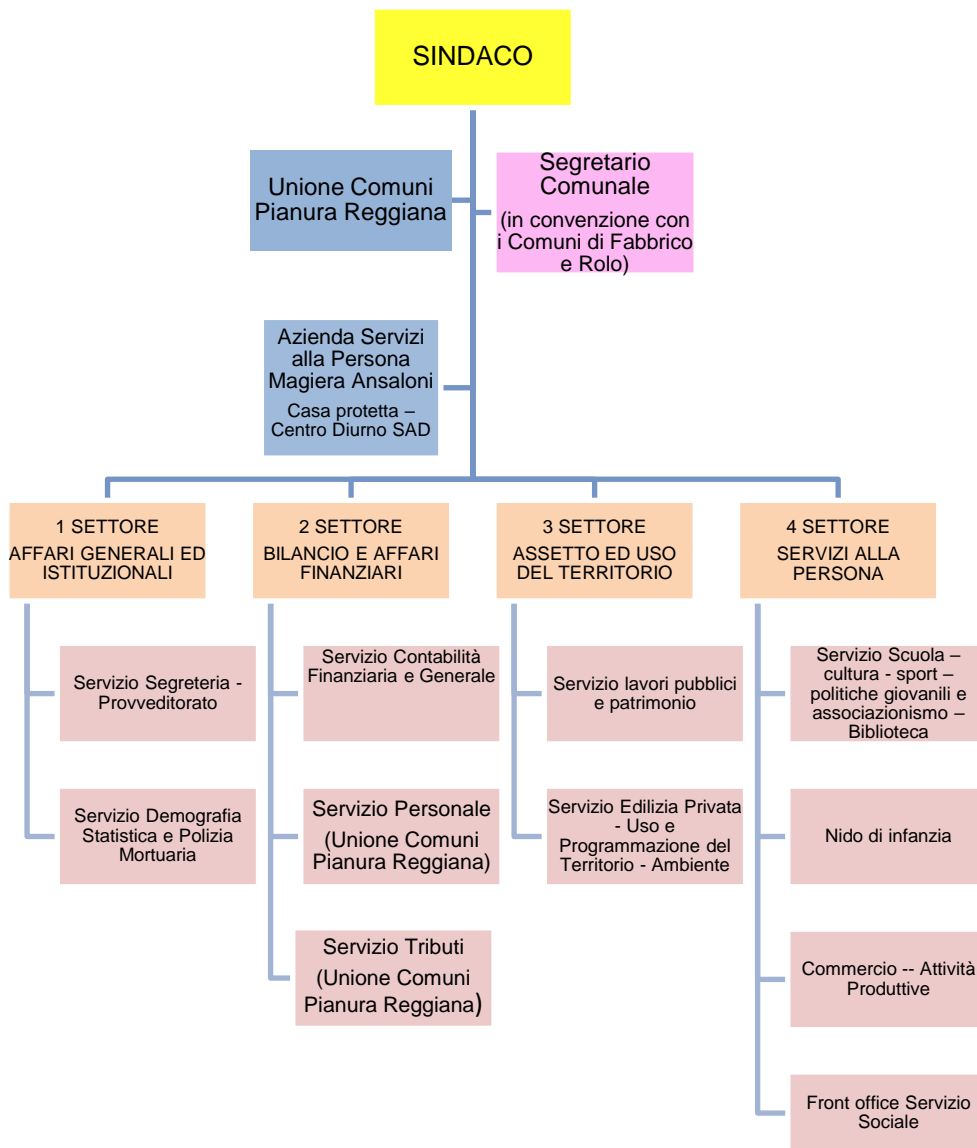 SINDACO
Unione Comuni
Pianura Reggiana
Segretario
Comunale
(in convenzione con
i Comuni di Fabbrico
e Rolo)
Azienda Servizi
alla Persona
Magiera Ansaloni
Casa protetta –
Centro Diurno SAD
1 SETTORE
AFFARI GENERALI ED
ISTITUZIONALI
2 SETTORE
BILANCIO E AFFARI
FINANZIARI
3 SETTORE
ASSETTO ED USO
DEL TERRITORIO
4 SETTORE
SERVIZI ALLA
PERSONA
Servizio Segreteria -
Provveditorato
Servizio Demografia
Statistica e Polizia
Mortuaria
Servizio Contabilità
Finanziaria e Generale
Servizio Personale
(Unione Comuni
Pianura Reggiana)
Servizio Tributi
(Unione Comuni
Pianura Reggiana)
Servizio lavori pubblici
e patrimonio
Servizio Edilizia Privata
- Uso e
Programmazione del
Territorio - Ambiente
Servizio Scuola –
cultura - sport –
politiche giovanili e
associazionismo –
Biblioteca
Nido di infanzia
Commercio -- Attività
Produttive
Front office Servizio
Sociale